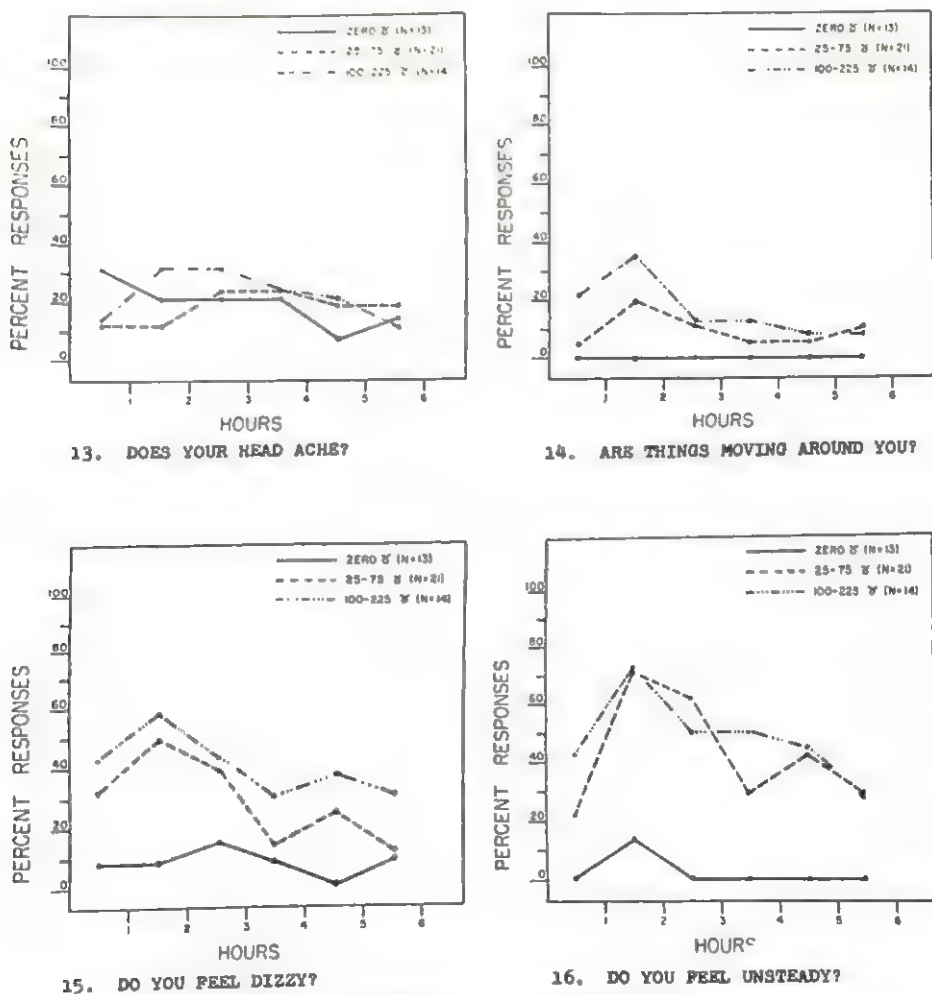 ZERO γ (N=13)
25-75 γ (N=21)
100-225 γ (N=14
PERCENT RESPONSES
100
80
60
40
20
0
1 2 3 4 5 6
HOURS
13. DOES YOUR HEAD ACHE?
ZERO γ (N=13)
25-75 γ (N=21)
100-225 γ (N=14)
PERCENT RESPONSES
100
80
60
40
20
0
1 2 3 4 5 6
HOURS
14. ARE THINGS MOVING AROUND YOU?
ZERO γ (N=13)
25-75 γ (N=21)
100-225 γ (N=14)
PERCENT RESPONSES
100
80
60
40
20
0
1 2 3 4 5 6
HOURS
15. DO YOU FEEL DIZZY?
ZERO γ (N=13)
25-75 γ (N=21)
100-225 γ (N=14)
PERCENT RESPONSES
100
80
60
40
20
0
1 2 3 4 5 6
HOURS
16. DO YOU FEEL UNSTEADY?